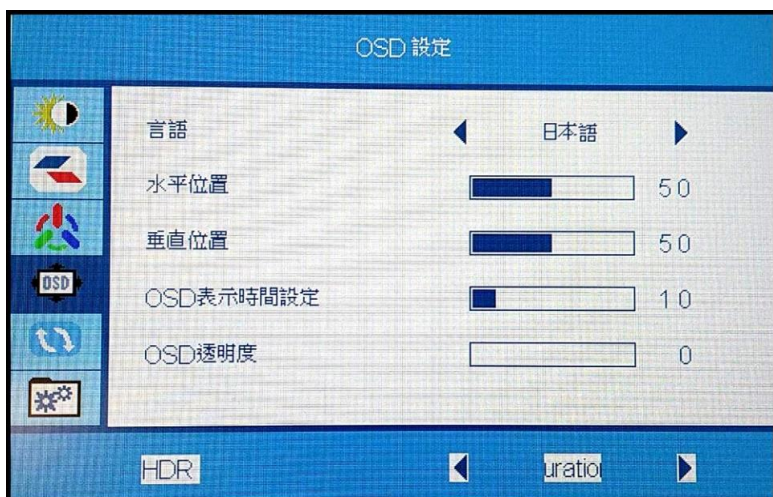 OSD 設定
言語 日本語
水平位置 50
垂直位置 50
OSD表示時間設定 10
OSD透明度 0
OSD
HDR uratio